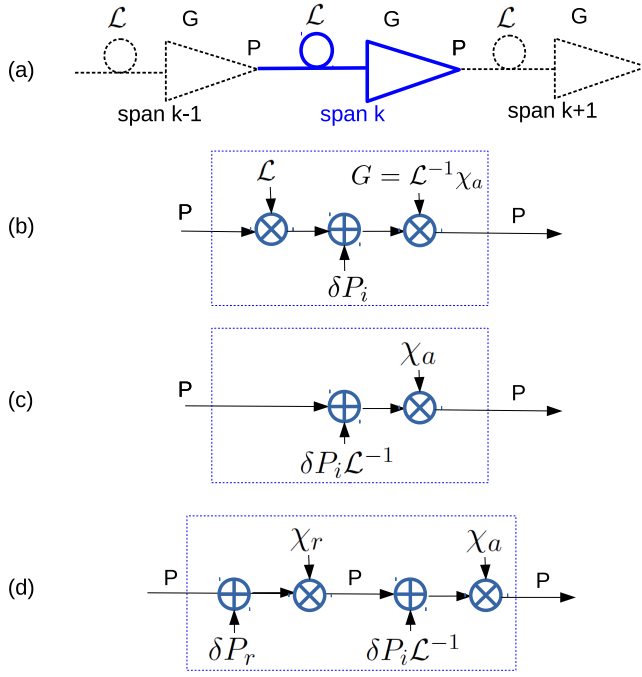 ℒ G ℒ G ℒ G
(a) P P
span k-1 span k span k+1
ℒ G = ℒ⁻¹χₐ
(b) P P
δPᵢ
χₐ
(c) P P
δPᵢℒ⁻¹
χᵣ χₐ
(d) P P P
δPᵣ δPᵢℒ⁻¹